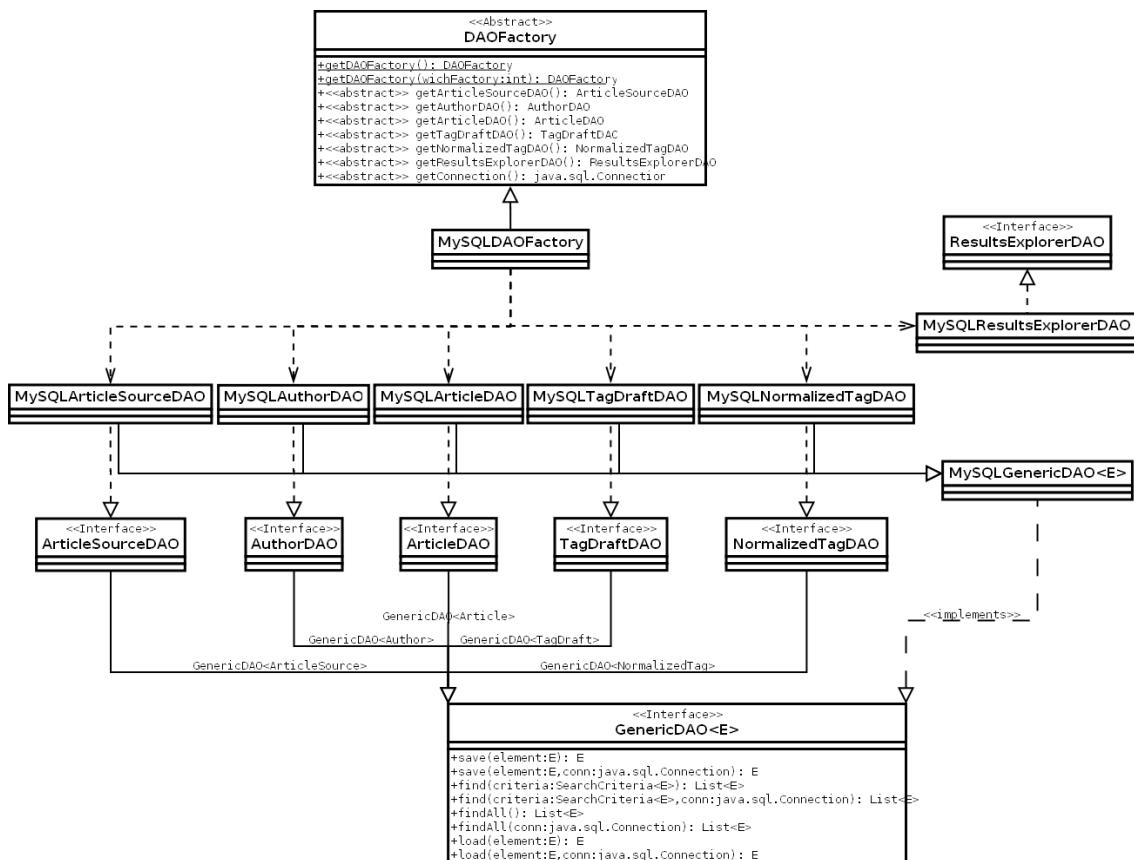 <<Abstract>>
DAOFactory
+getDAOFactory(): DAOFactory
+getDAOFactory(wichFactory:int): DAOFactory
+<<abstract>> getArticleSourceDAO(): ArticleSourceDAO
+<<abstract>> getAuthorDAO(): AuthorDAO
+<<abstract>> getArticleDAO(): ArticleDAO
+<<abstract>> getTagDraftDAO(): TagDraftDAC
+<<abstract>> getNormalizedTagDAO(): NormalizedTagDAO
+<<abstract>> getResultsExplorerDAO(): ResultsExplorerDAO
+<<abstract>> getConnection(): java.sql.Connectior
MySQLDAOFactory
<<Interface>>
ResultsExplorerDAO
MySQLResultsExplorerDAO
MySQLArticleSourceDAO
MySQLAuthorDAO
MySQLArticleDAO
MySQLTagDraftDAO
MySQLNormalizedTagDAO
MySQLGenericDAO<E>
<<Interface>>
ArticleSourceDAO
<<Interface>>
AuthorDAO
<<Interface>>
ArticleDAO
<<Interface>>
TagDraftDAO
<<Interface>>
NormalizedTagDAO
GenericDAO<Article>
<<implements>>
GenericDAO<Author>
GenericDAO<TagDraft>
GenericDAO<ArticleSource>
GenericDAO<NormalizedTag>
<<Interface>>
GenericDAO<E>
+save(element:E): E
+save(element:E,conn:java.sql.Connection): E
+find(criteria:SearchCriteria<E>): List<E>
+find(criteria:SearchCriteria<E>,conn:java.sql.Connection): List<E>
+findAll(): List<E>
+findAll(conn:java.sql.Connection): List<E>
+load(element:E): E
+load(element:E,conn:java.sql.Connection): E